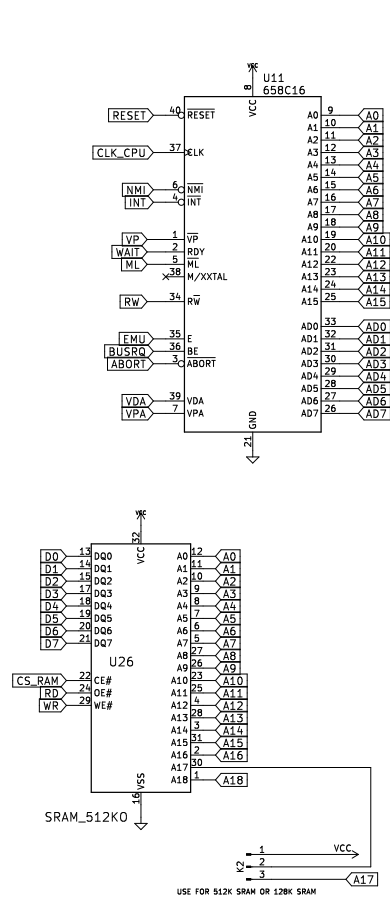 VCC
U11
658C16
8
VCC
RESET 40 RESET 9 A0 A0
10 A1 A1
11 A2 A2
CLK_CPU 37 CLK 12 A3 A3
13 A4 A4
14 A5 A5
NMI 6 NMI 15 A6 A6
INT 4 INT 16 A7 A7
17 A8 A8
18 A9 A9
VP 1 VP 19 A10 A10
WAIT 2 RDY 20 A11 A11
ML 5 ML 22 A12 A12
38 M/XXTAL 23 A13 A13
24 A14 A14
RW 34 RW 25 A15 A15
33 AD0 AD0
EMU 35 E 32 AD1 AD1
BUSRQ 36 BE 31 AD2 AD2
ABORT 3 ABORT 30 AD3 AD3
29 AD4 AD4
28 AD5 AD5
VDA 39 VDA 27 AD6 AD6
VPA 7 VPA 26 AD7 AD7
GND
21
VCC
32
VCC
D0 13 DQ0 A0 12 A0
D1 14 DQ1 A1 11 A1
D2 15 DQ2 A2 10 A2
D3 17 DQ3 A3 9 A3
D4 18 DQ4 A4 8 A4
D5 19 DQ5 A5 7 A5
D6 20 DQ6 A6 6 A6
D7 21 DQ7 A7 5 A7
U26
A8 27 A8
A9 26 A9
CS_RAM 22 CE# A10 23 A10
RD 24 OE# A11 25 A11
WR 29 WE# A12 4 A12
A13 28 A13
A14 3 A14
A15 31 A15
A16 2 A16
A17 30
A18 1 A18
VSS
16
SRAM_512KO
K2
1 VCC
2
3 A17
USE FOR 512K SRAM OR 128K SRAM